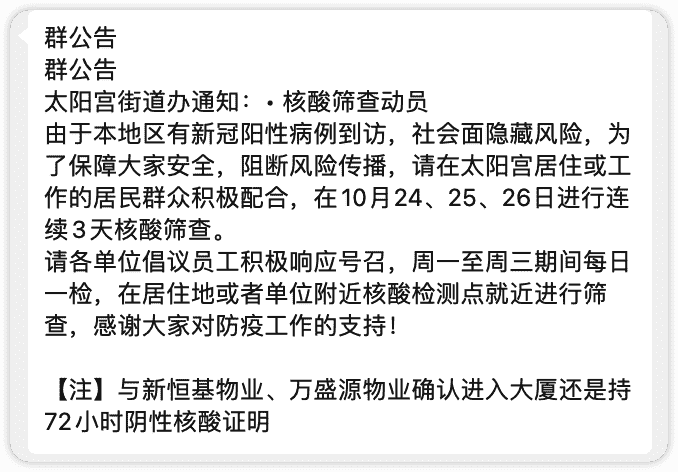 群公告
群公告
太阳宫街道办通知：• 核酸筛查动员
由于本地区有新冠阳性病例到访，社会面隐藏风险，为
了保障大家安全，阻断风险传播，请在太阳宫居住或工
作的居民群众积极配合，在10月24、25、26日进行连
续3天核酸筛查。
请各单位倡议员工积极响应号召，周一至周三期间每日
一检，在居住地或者单位附近核酸检测点就近进行筛
查，感谢大家对防疫工作的支持！
【注】与新恒基物业、万盛源物业确认进入大厦还是持
72小时阴性核酸证明